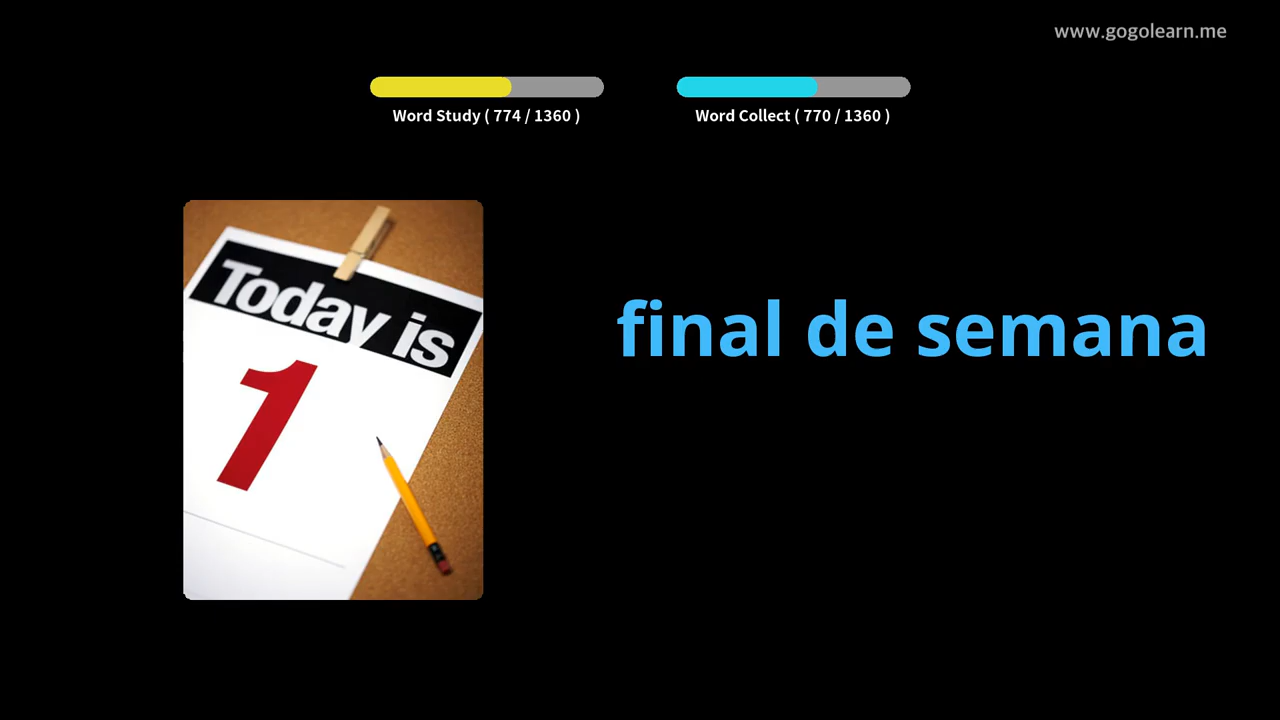 www.gogolearn.me
Word Study ( 774 / 1360 )
Word Collect ( 770 / 1360 )
Today is
1
final de semana